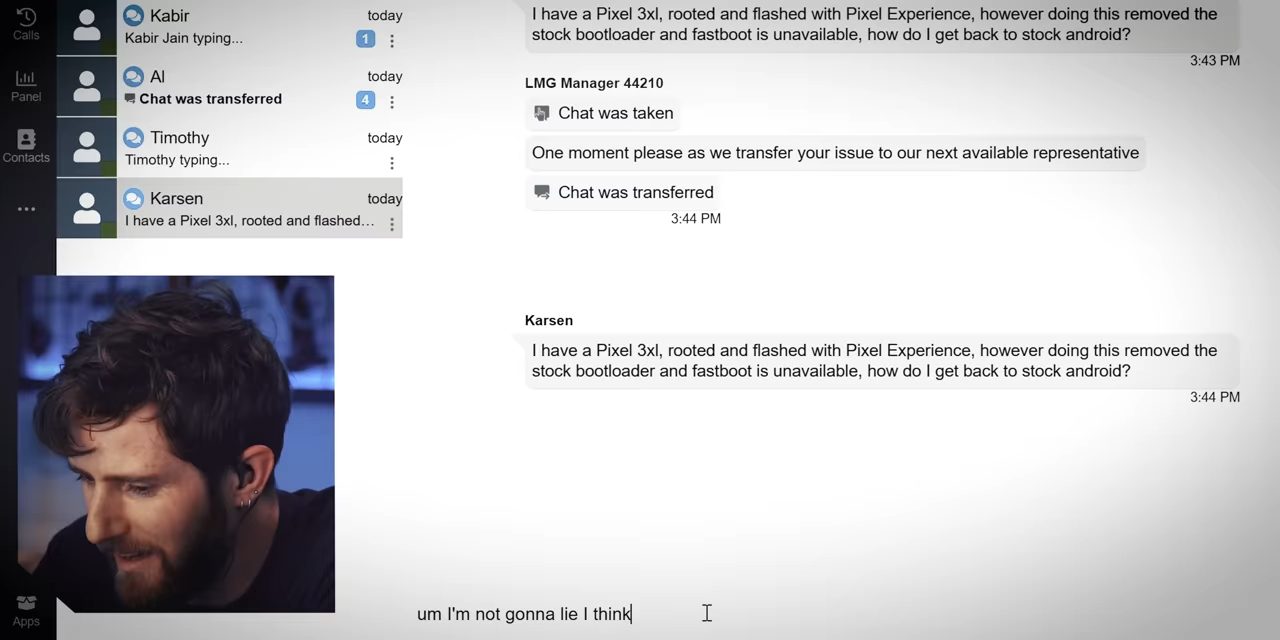 Calls
Panel
Contacts
Apps
Kabir
today
Kabir Jain typing...
1
Al
today
Chat was transferred
4
Timothy
today
Timothy typing...
Karsen
today
I have a Pixel 3xl, rooted and flashed...
I have a Pixel 3xl, rooted and flashed with Pixel Experience, however doing this removed the
stock bootloader and fastboot is unavailable, how do I get back to stock android?
3:43 PM
LMG Manager 44210
Chat was taken
One moment please as we transfer your issue to our next available representative
Chat was transferred
3:44 PM
Karsen
I have a Pixel 3xl, rooted and flashed with Pixel Experience, however doing this removed the
stock bootloader and fastboot is unavailable, how do I get back to stock android?
3:44 PM
um I'm not gonna lie I think